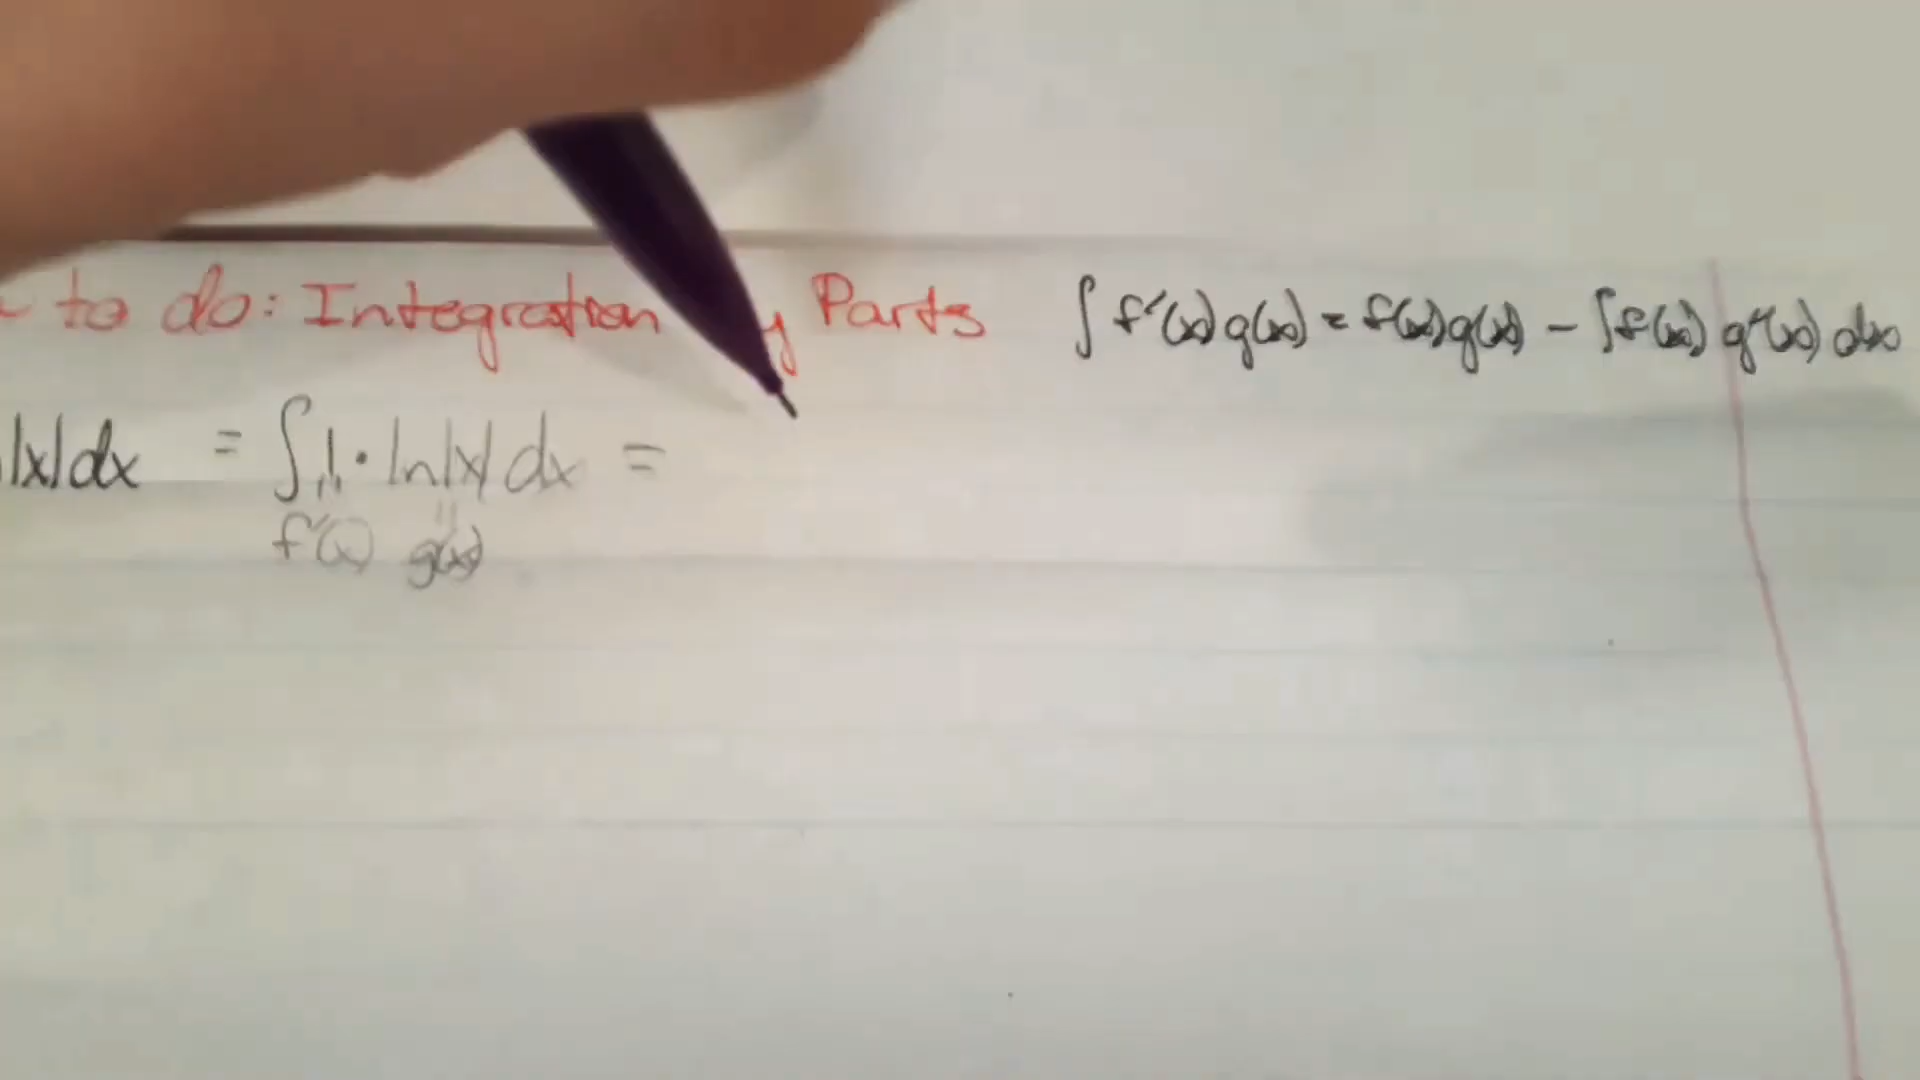 to do: Integration y Parts ∫ f'(x) g(x) = f(x)g(x) - ∫f(x) g'(x) dx
|x|dx = ∫ 1 · ln|x| dx =
f'(x) g(x)